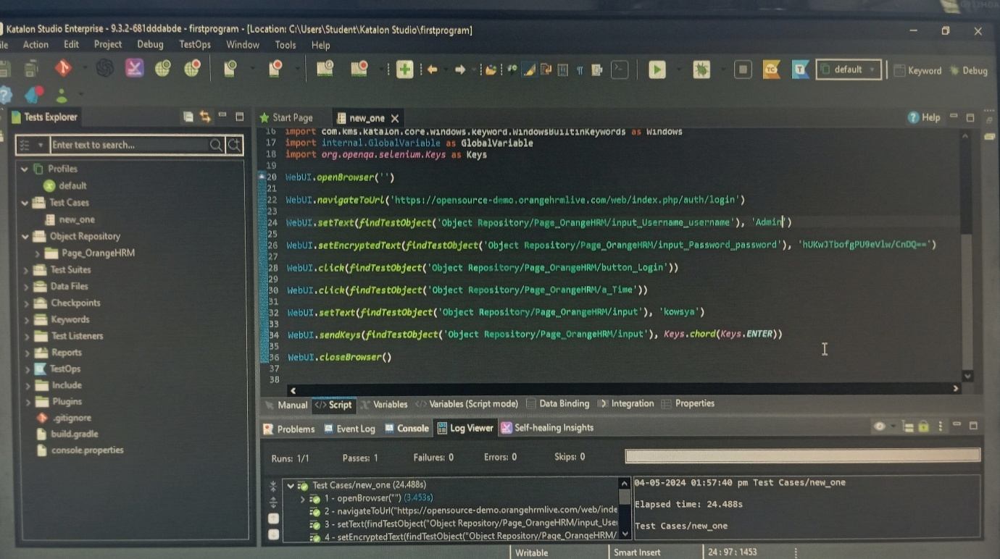 Katalon Studio Enterprise - 9.3.2-681dddabde - firstprogram - [Location: C:\Users\Student\Katalon Studio\firstprogram]
ile Action Edit Project Debug TestOps Window Tools Help
default Keyword Debug
Tests Explorer
Enter text to search...
Profiles
default
Test Cases
new_one
Object Repository
Page_OrangeHRM
Test Suites
Data Files
Checkpoints
Keywords
Test Listeners
Reports
TestOps
Include
Plugins
.gitignore
build.gradle
console.properties
Start Page new_one Help
16 import com.kms.katalon.core.windows.keyword.WindowsBuiltinKeywords as Windows
17 import internal.GlobalVariable as GlobalVariable
18 import org.openqa.selenium.Keys as Keys
19
20 WebUI.openBrowser('')
21
22 WebUI.navigateToUrl('https://opensource-demo.orangehrmlive.com/web/index.php/auth/login')
23
24 WebUI.setText(findTestObject('Object Repository/Page_OrangeHRM/input_Username_username'), 'Admin')
25
26 WebUI.setEncryptedText(findTestObject('Object Repository/Page_OrangeHRM/input_Password_password'), 'hUKwJTbofgPU9eVlw/CnDQ==')
27
28 WebUI.click(findTestObject('Object Repository/Page_OrangeHRM/button_Login'))
29
30 WebUI.click(findTestObject('Object Repository/Page_OrangeHRM/a_Time'))
31
32 WebUI.setText(findTestObject('Object Repository/Page_OrangeHRM/input'), 'kowsya')
33
34 WebUI.sendKeys(findTestObject('Object Repository/Page_OrangeHRM/input'), Keys.chord(Keys.ENTER))
35
36 WebUI.closeBrowser()
37
38
Manual </> Script Variables </> Variables (Script mode) Data Binding Integration Properties
Problems Event Log Console Log Viewer Self-healing Insights
Runs: 1/1 Passes: 1 Failures: 0 Errors: 0 Skips: 0
Test Cases/new_one (24.488s)
1 - openBrowser("") (3.453s)
2 - navigateToUrl("https://opensource-demo.orangehrmlive.com/web/inde
3 - setText(findTestObject("Object Repository/Page_OrangeHRM/input_Use
4 - setEncryptedText(findTestObject("Object Repository/Page_OrangeHRM/
04-05-2024 01:57:40 pm Test Cases/new_one
Elapsed time: 24.488s
Test Cases/new_one
Writable Smart Insert 24:97:1453